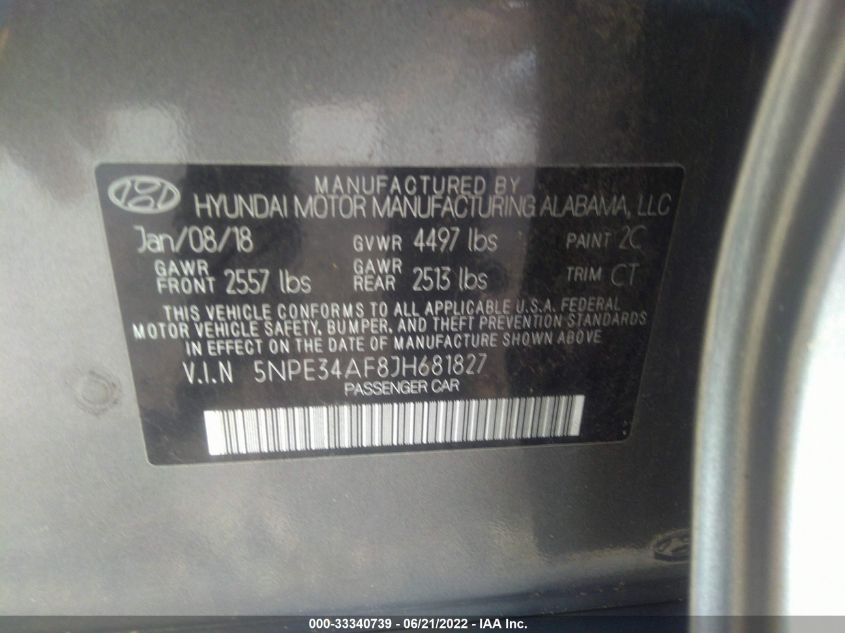 MANUFACTURED BY
HYUNDAI MOTOR MANUFACTURING ALABAMA, LLC
Jan/08/18 GVWR 4497 lbs PAINT 2C
GAWR FRONT 2557 lbs GAWR REAR 2513 lbs TRIM CT
THIS VEHICLE CONFORMS TO ALL APPLICABLE U.S.A. FEDERAL
MOTOR VEHICLE SAFETY, BUMPER, AND THEFT PREVENTION STANDARDS
IN EFFECT ON THE DATE OF MANUFACTURE SHOWN ABOVE
V.I.N 5NPE34AF8JH681827
PASSENGER CAR
000-33340739 - 06/21/2022 - IAA Inc.